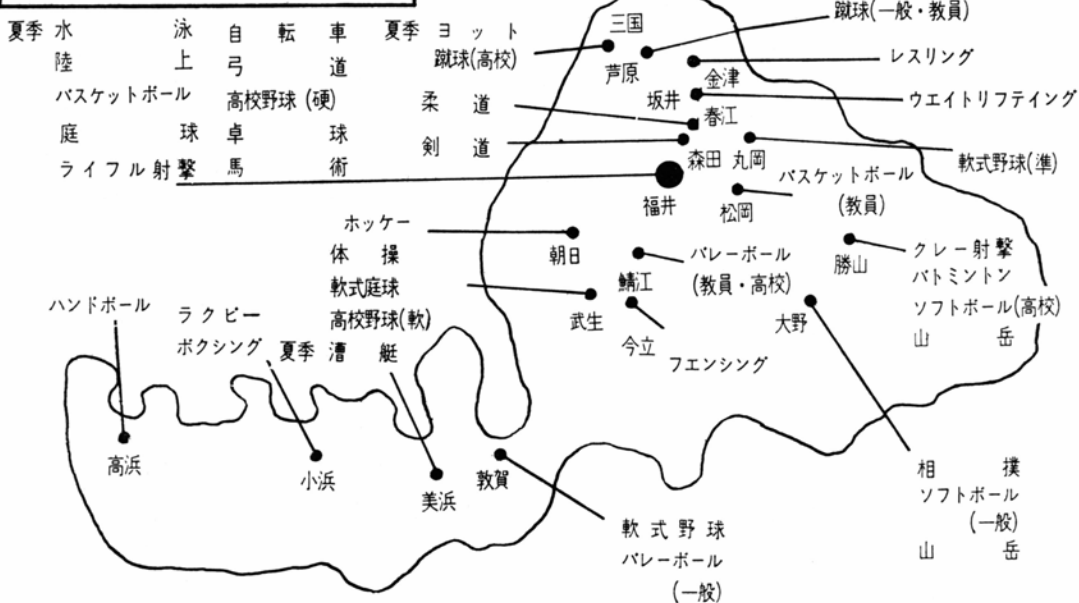 夏季 水泳 自転車
陸上 弓道
バスケットボール 高校野球(硬)
庭球 卓球
ライフル射撃 馬術
福井
夏季 ヨット
蹴球(高校)
三国
蹴球(一般・教員)
芦原
レスリング
金津
ウエイトリフテイング
坂井
柔道
春江
剣道
森田
丸岡
軟式野球(準)
バスケットボール
(教員)
松岡
ホッケー
朝日
体操
軟式庭球
高校野球(軟)
武生
バレーボール
(教員・高校)
鯖江
今立
フエンシング
クレー射撃
バトミントン
ソフトボール(高校)
山岳
勝山
大野
相撲
ソフトボール
(一般)
山岳
ハンドボール
高浜
ラクビー
ボクシング
小浜
夏季 漕艇
美浜
敦賀
軟式野球
バレーボール
(一般)